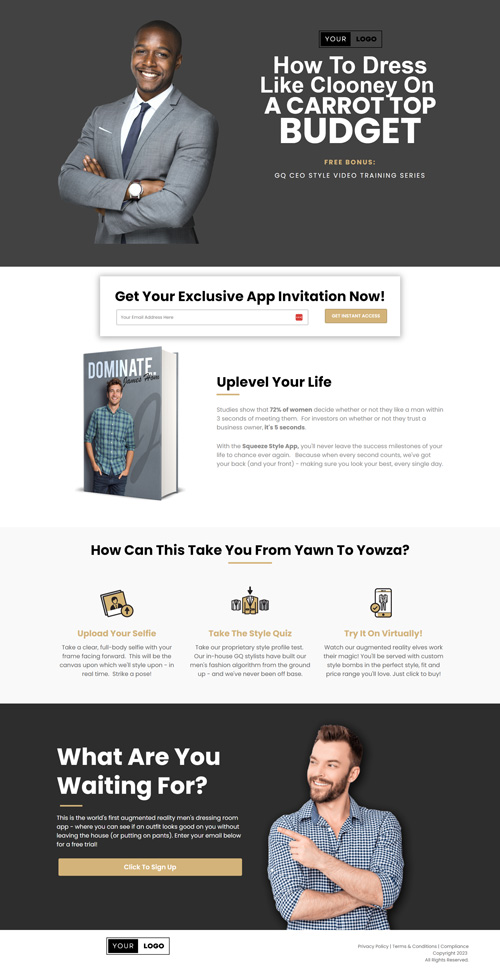 YOUR LOGO
How To Dress
Like Clooney On
A CARROT TOP
BUDGET
FREE BONUS:
GQ CEO STYLE VIDEO TRAINING SERIES
Get Your Exclusive App Invitation Now!
Your Email Address Here
GET INSTANT ACCESS
DOMINATE
James Hom
Uplevel Your Life
Studies show that 72% of women decide whether or not they like a man within
3 seconds of meeting them. For investors on whether or not they trust a
business owner, it's 5 seconds.
With the Squeeze Style App, you'll never leave the success milestones of your
life to chance ever again. Because when every second counts, we've got
your back (and your front) - making sure you look your best, every single day.
How Can This Take You From Yawn To Yowza?
Upload Your Selfie
Take a clear, full-body selfie with your
frame facing forward. This will be the
canvas upon which we'll style upon - in
real time. Strike a pose!
Take The Style Quiz
Take our proprietary style profile test.
Our in-house GQ stylists have built our
men's fashion algorithm from the ground
up - and we've never been off base.
Try It On Virtually!
Watch our augmented reality elves work
their magic! You'll be served with custom
style bombs in the perfect style, fit and
price range you'll love. Just click to buy!
What Are You
Waiting For?
This is the world's first augmented reality men's dressing room
app - where you can see if an outfit looks good on you without
leaving the house (or putting on pants). Enter your email below
for a free trial!
Click To Sign Up
YOUR LOGO
Privacy Policy | Terms & Conditions | Compliance
Copyright 2023
All Rights Reserved.